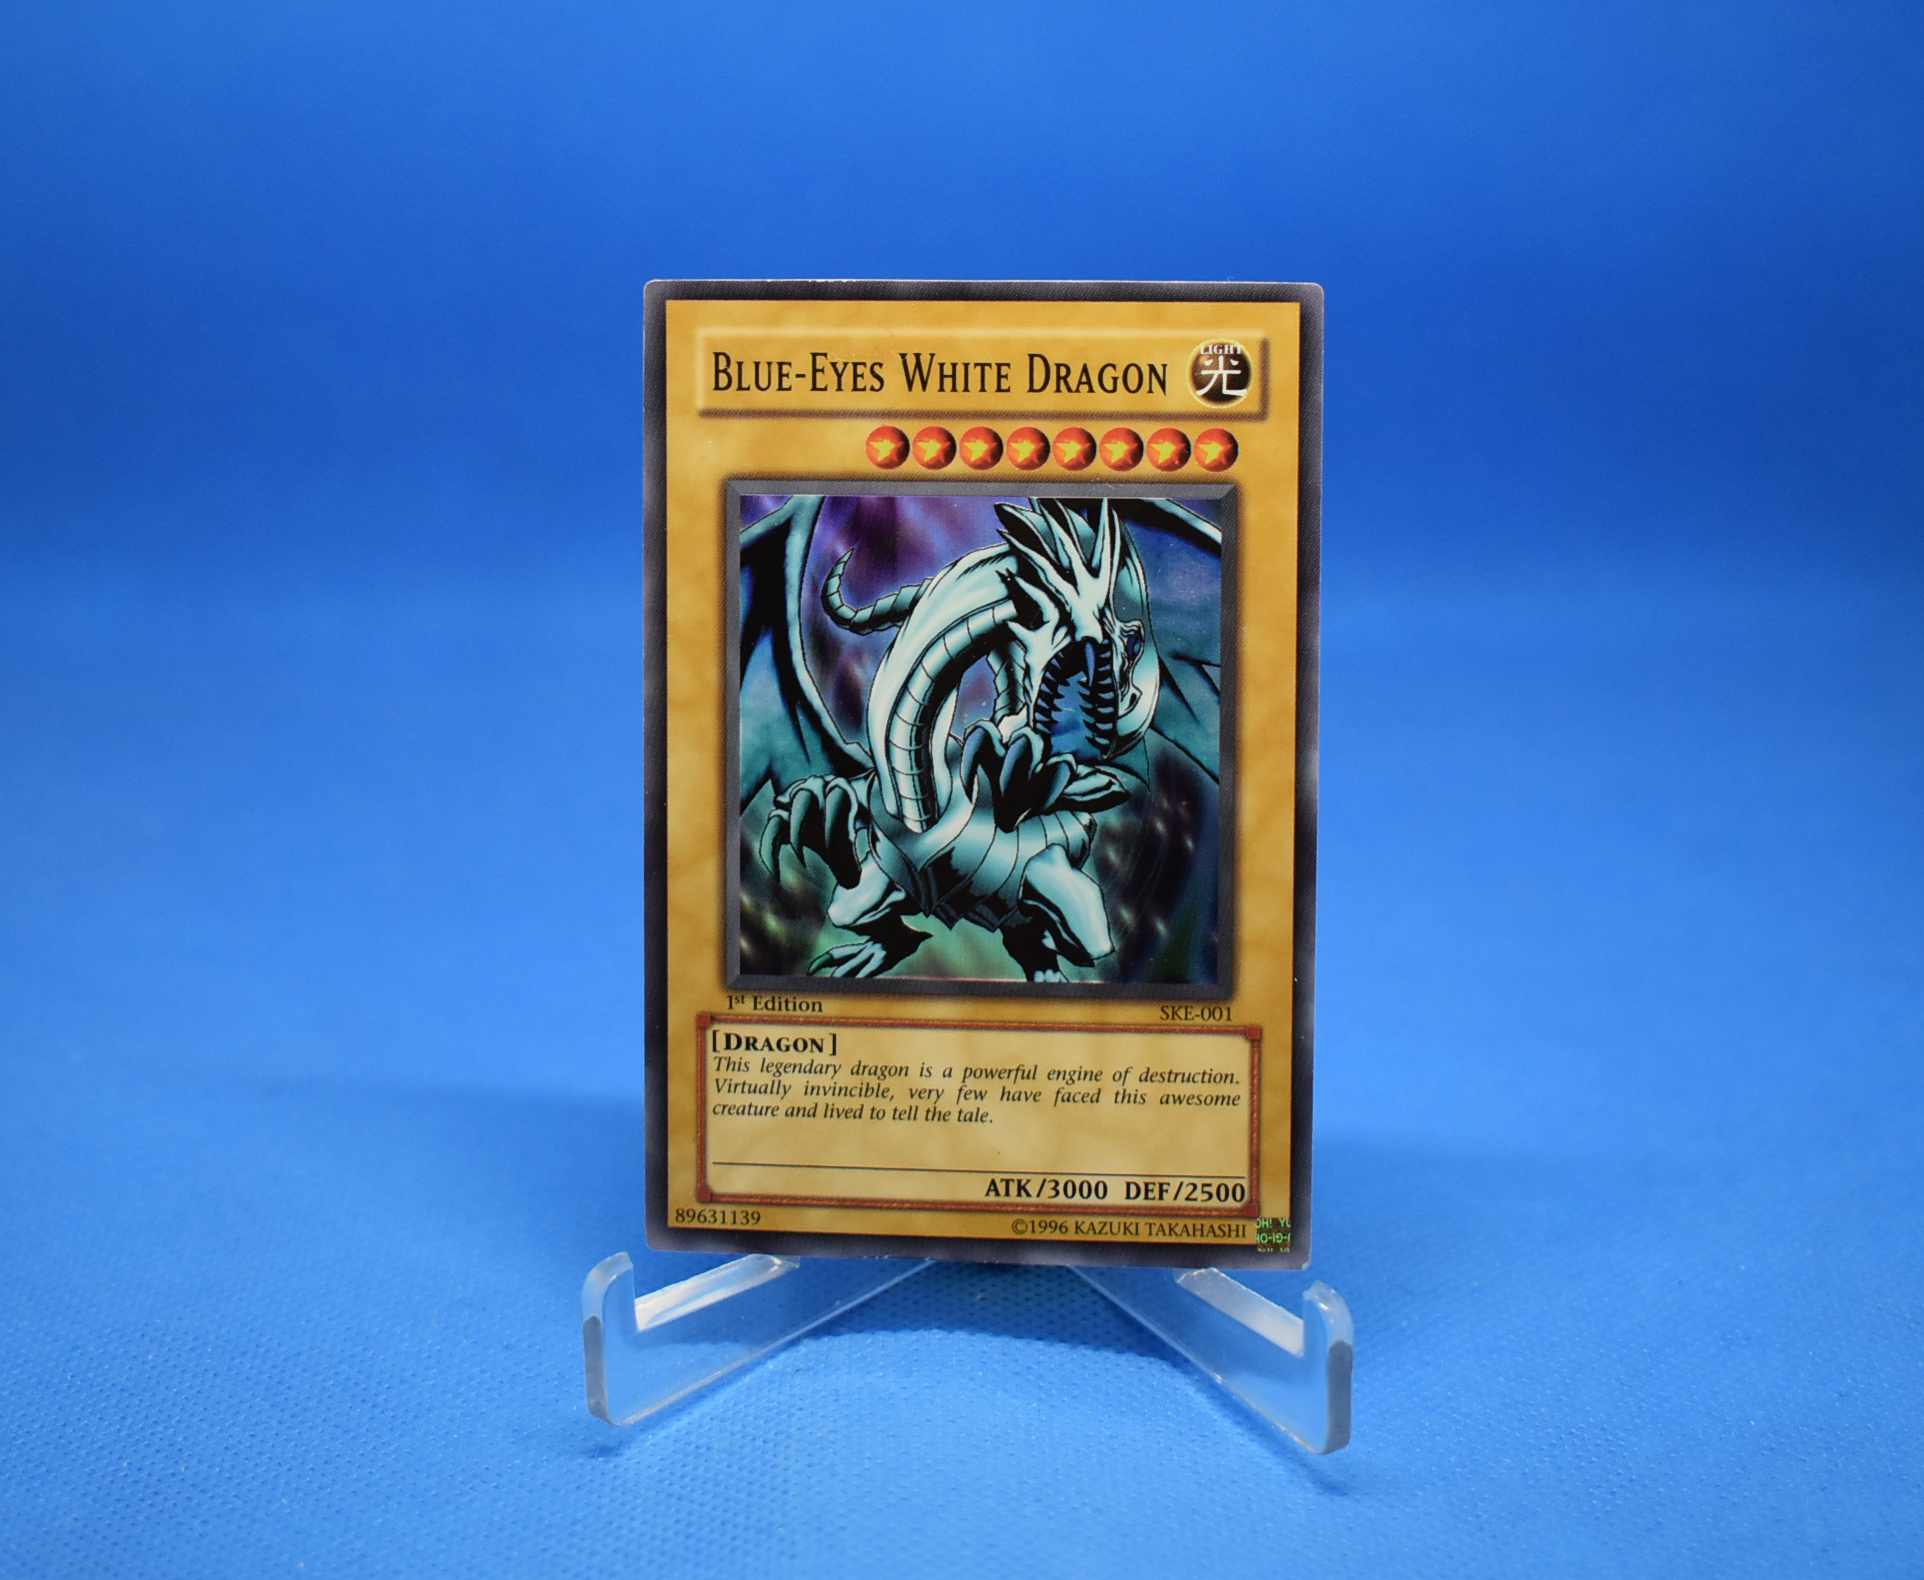 BLUE-EYES WHITE DRAGON
LIGHT
光
1st Edition
SKE-001
[DRAGON]
This legendary dragon is a powerful engine of destruction.
Virtually invincible, very few have faced this awesome
creature and lived to tell the tale.
ATK/3000 DEF/2500
89631139
©1996 KAZUKI TAKAHASHI